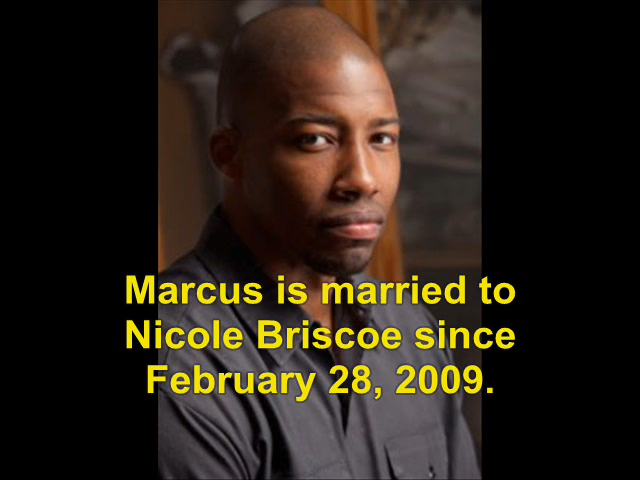 Marcus is married to
Nicole Briscoe since
February 28, 2009.